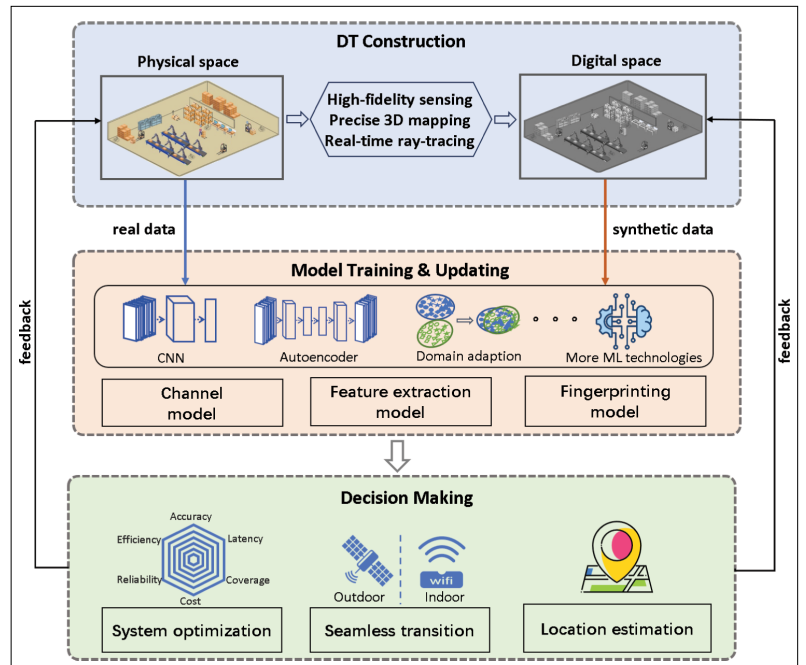 DT Construction
Physical space
Digital space
High-fidelity sensing
Precise 3D mapping
Real-time ray-tracing
real data
synthetic data
feedback
feedback
Model Training & Updating
CNN
Autoencoder
Domain adaption
More ML technologies
Channel
model
Feature extraction
model
Fingerprinting
model
Decision Making
Accuracy
Efficiency
Latency
Reliability
Coverage
Cost
Outdoor
wifi
Indoor
System optimization
Seamless transition
Location estimation